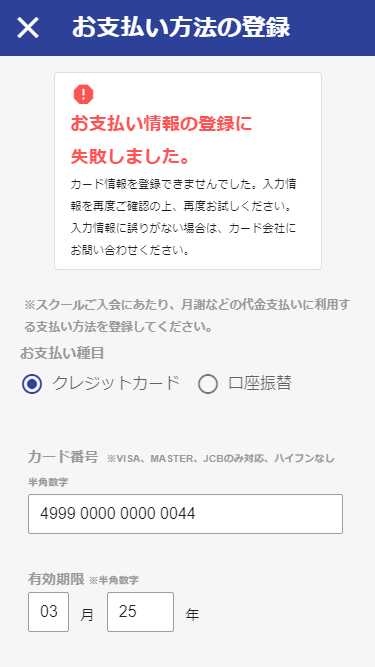 お支払い方法の登録
お支払い情報の登録に
失敗しました。
カード情報を登録できませんでした。入力情
報を再度ご確認の上、再度お試しください。
入力情報に誤りがない場合は、カード会社に
お問い合わせください。
※スクールご入会にあたり、月謝などの代金支払いに利用す
る支払い方法を登録してください。
お支払い種目
クレジットカード 口座振替
カード番号 ※VISA、MASTER、JCBのみ対応、ハイフンなし
半角数字
4999 0000 0000 0044
有効期限 ※半角数字
03 月 25 年